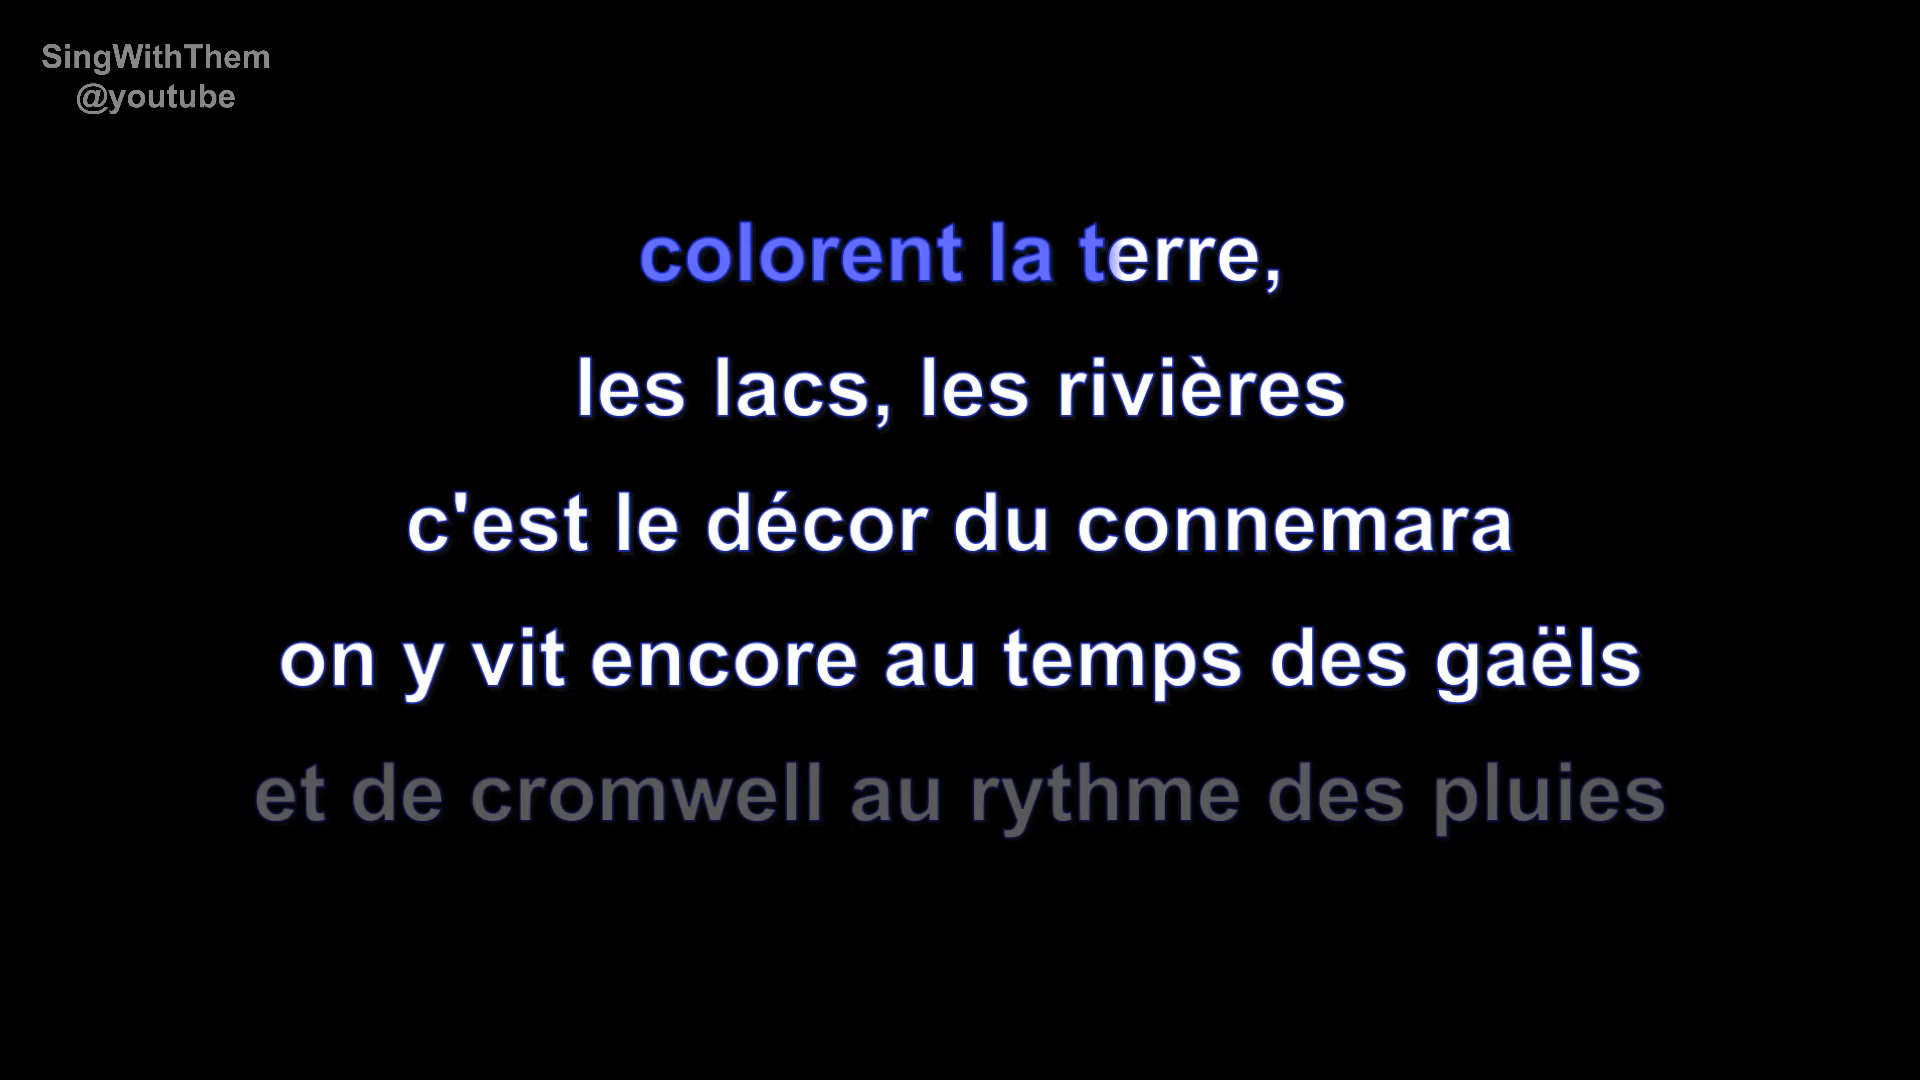 SingWithThem
@youtube
colorent la terre,
les lacs, les rivières
c'est le décor du connemara
on y vit encore au temps des gaëls
et de cromwell au rythme des pluies